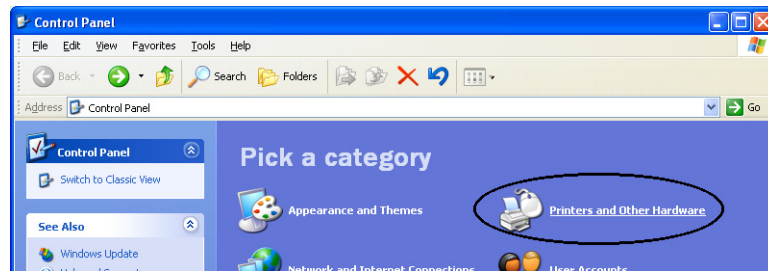 Control Panel
File Edit View Favorites Tools Help
Back Search Folders
Address Control Panel Go
Control Panel
Switch to Classic View
See Also
Windows Update
Pick a category
Appearance and Themes
Printers and Other Hardware
Network and Internet Connections
User Accounts